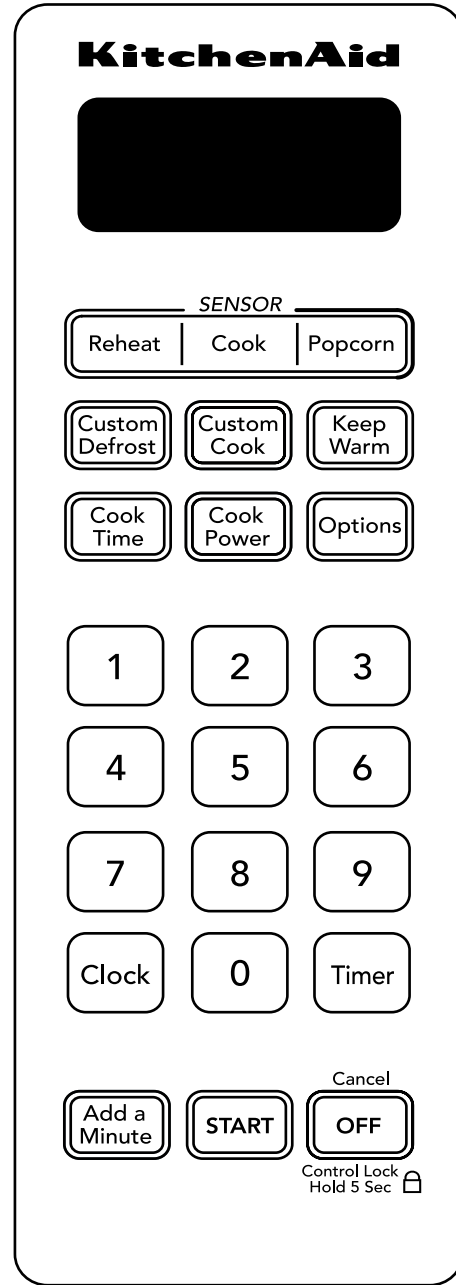 KitchenAid
SENSOR
Reheat Cook Popcorn
Custom Defrost
Custom Cook
Keep Warm
Cook Time
Cook Power
Options
1 2 3
4 5 6
7 8 9
Clock 0 Timer
Cancel
Add a Minute
START
OFF
Control Lock
Hold 5 Sec